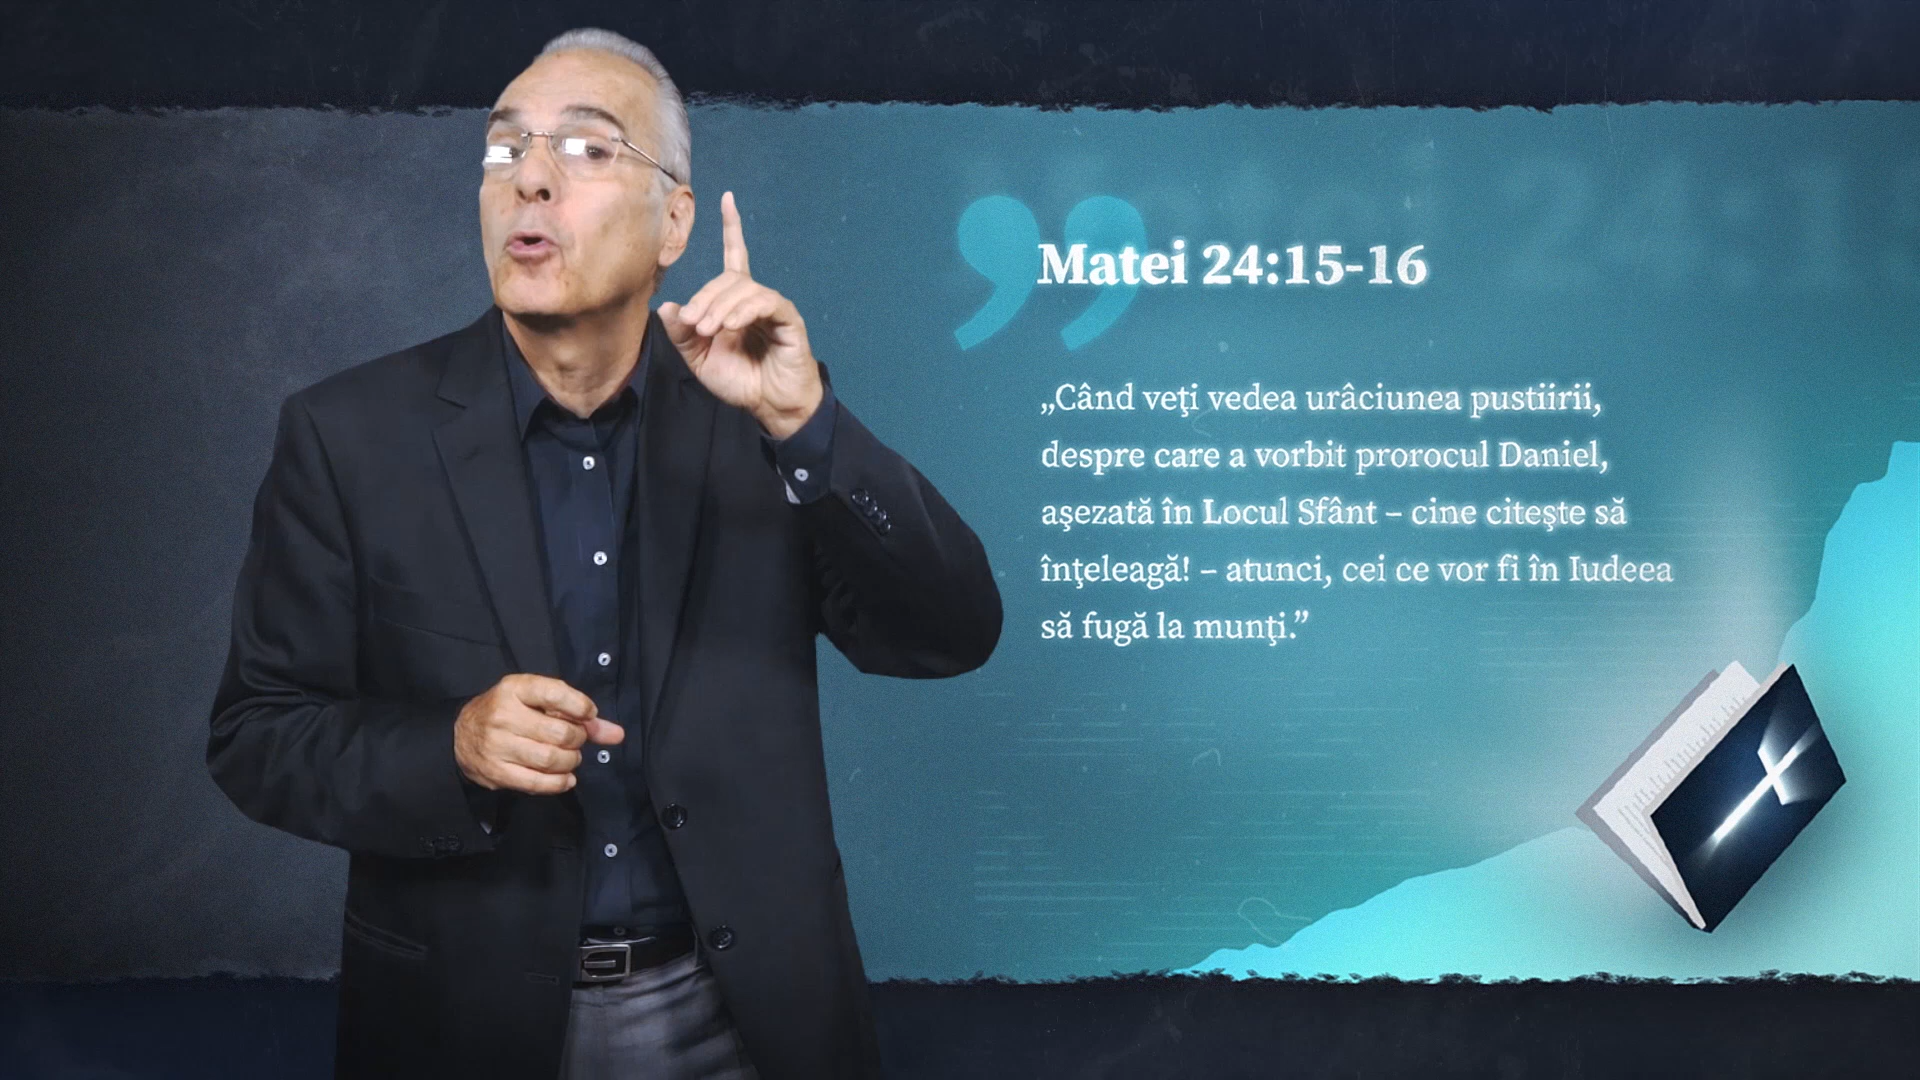 Matei 24:15-16
„Când veţi vedea urâciunea pustiirii,
despre care a vorbit prorocul Daniel,
aşezată în Locul Sfânt – cine citeşte să
înţeleagă! – atunci, cei ce vor fi în Iudeea
să fugă la munţi.”